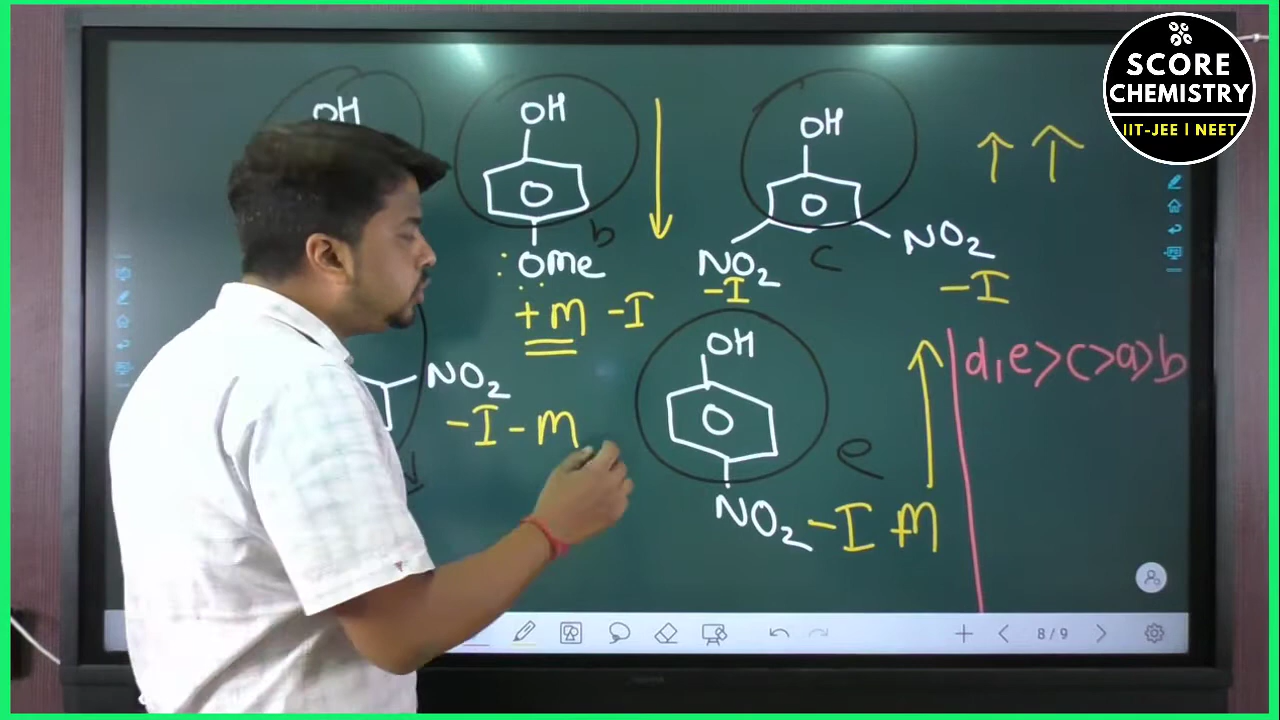 SCORE
CHEMISTRY
IIT-JEE | NEET
OH
OH
OH
b
:OMe
+M -I
NO2
-I
c
NO2
-I
NO2
-I -M
OH
e
NO2 -I -M
d,e>c>a>b
8/9